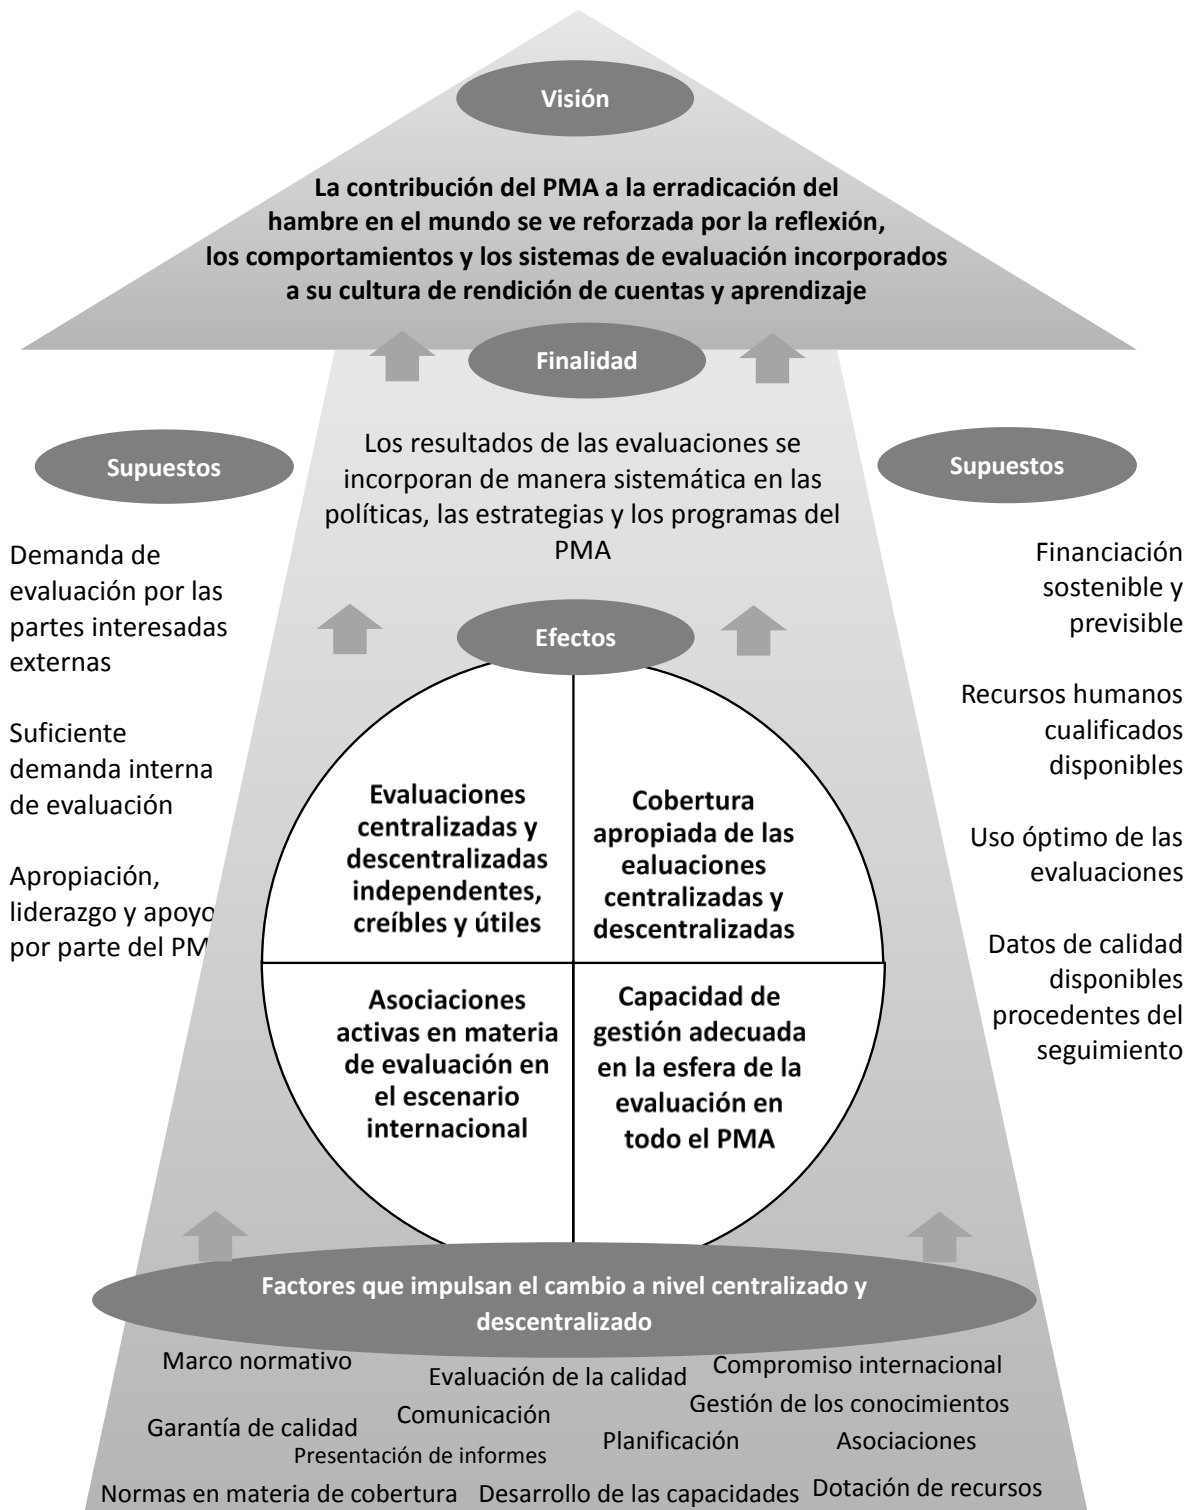 Visión
La contribución del PMA a la erradicación del
hambre en el mundo se ve reforzada por la reflexión,
los comportamientos y los sistemas de evaluación incorporados
a su cultura de rendición de cuentas y aprendizaje
Finalidad
Los resultados de las evaluaciones se
incorporan de manera sistemática en las
políticas, las estrategias y los programas del
PMA
Supuestos
Demanda de
evaluación por las
partes interesadas
externas
Suficiente
demanda interna
de evaluación
Apropiación,
liderazgo y apoyo
por parte del PM
Supuestos
Financiación
sostenible y
previsible
Recursos humanos
cualificados
disponibles
Uso óptimo de las
evaluaciones
Datos de calidad
disponibles
procedentes del
seguimiento
Efectos
Evaluaciones
centralizadas y
descentralizadas
independentes,
creíbles y útiles
Cobertura
apropiada de las
ealuaciones
centralizadas y
descentralizadas
Asociaciones
activas en materia
de evaluación en
el escenario
internacional
Capacidad de
gestión adecuada
en la esfera de la
evaluación en
todo el PMA
Factores que impulsan el cambio a nivel centralizado y
descentralizado
Marco normativo
Evaluación de la calidad
Compromiso internacional
Garantía de calidad
Comunicación
Gestión de los conocimientos
Presentación de informes
Planificación
Asociaciones
Normas en materia de cobertura
Desarrollo de las capacidades
Dotación de recursos